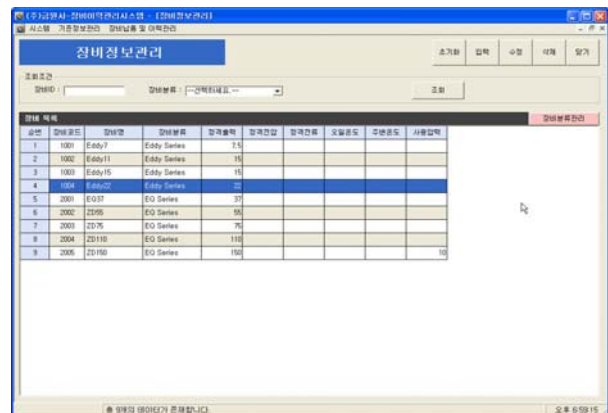 (주)금원사-장비이력관리시스템 - [장비정보관리]
시스템 기준정보관리 장비납품 및 이력관리
장비정보관리 초기화 입력 수정 삭제 닫기
조회조건
장비ID : 장비분류 : --선택하세요.-- 조회
장비 목록 장비분류관리
순번 장비코드 장비명 장비분류 정격출력 정격전압 정격전류 오일온도 주변온도 사용압력
1 1001 Eddy7 Eddy Series 7.5
2 1002 Eddy11 Eddy Series 15
3 1003 Eddy15 Eddy Series 15
4 1004 Eddy22 Eddy Series 22
5 2001 EQ37 EQ Series 37
6 2002 ZD55 EQ Series 55
7 2003 ZD75 EQ Series 75
8 2004 ZD110 EQ Series 110
9 2005 ZD150 EQ Series 150 10
총 9개의 데이터가 존재합니다. 오후 6:59:15